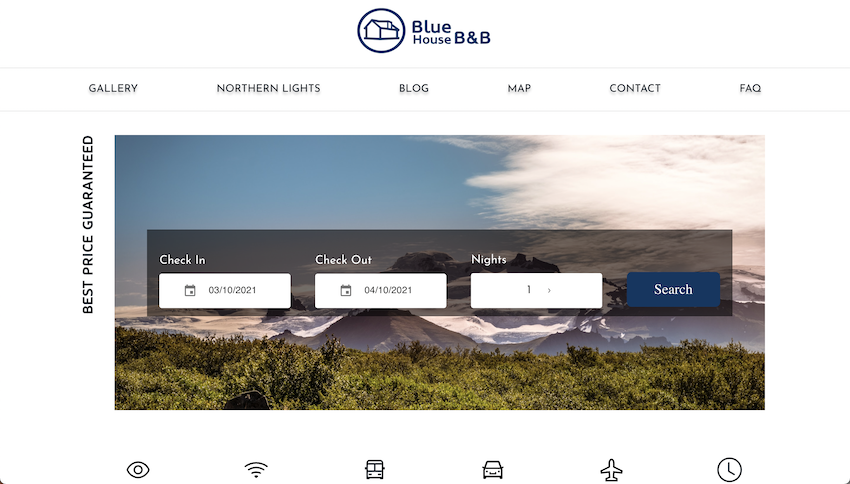 Blue
House B&B
GALLERY NORTHERN LIGHTS BLOG MAP CONTACT FAQ
BEST PRICE GUARANTEED
Check In Check Out Nights
03/10/2021 04/10/2021 1 › Search